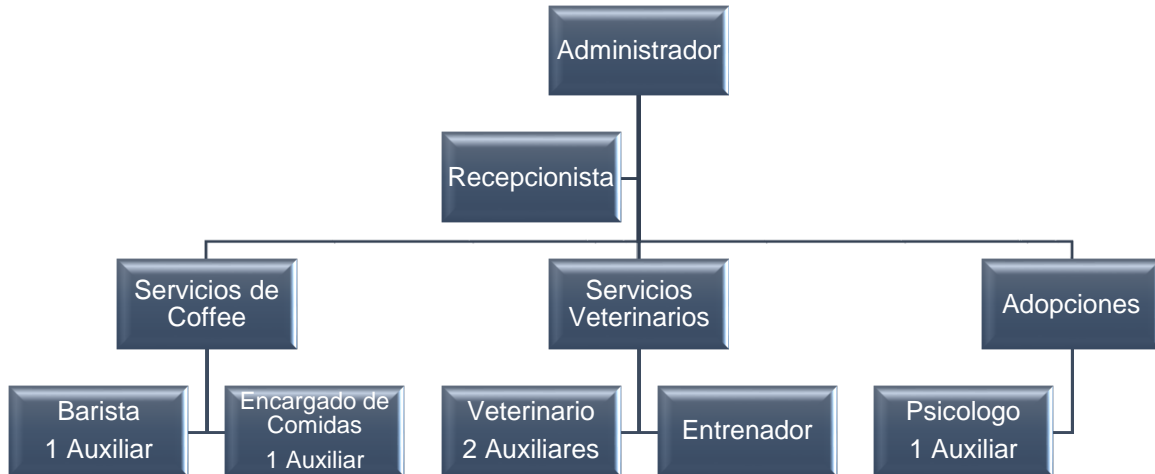 Administrador
Recepcionista
Servicios de
Coffee
Servicios
Veterinarios
Adopciones
Barista
1 Auxiliar
Encargado de
Comidas
1 Auxiliar
Veterinario
2 Auxiliares
Entrenador
Psicologo
1 Auxiliar